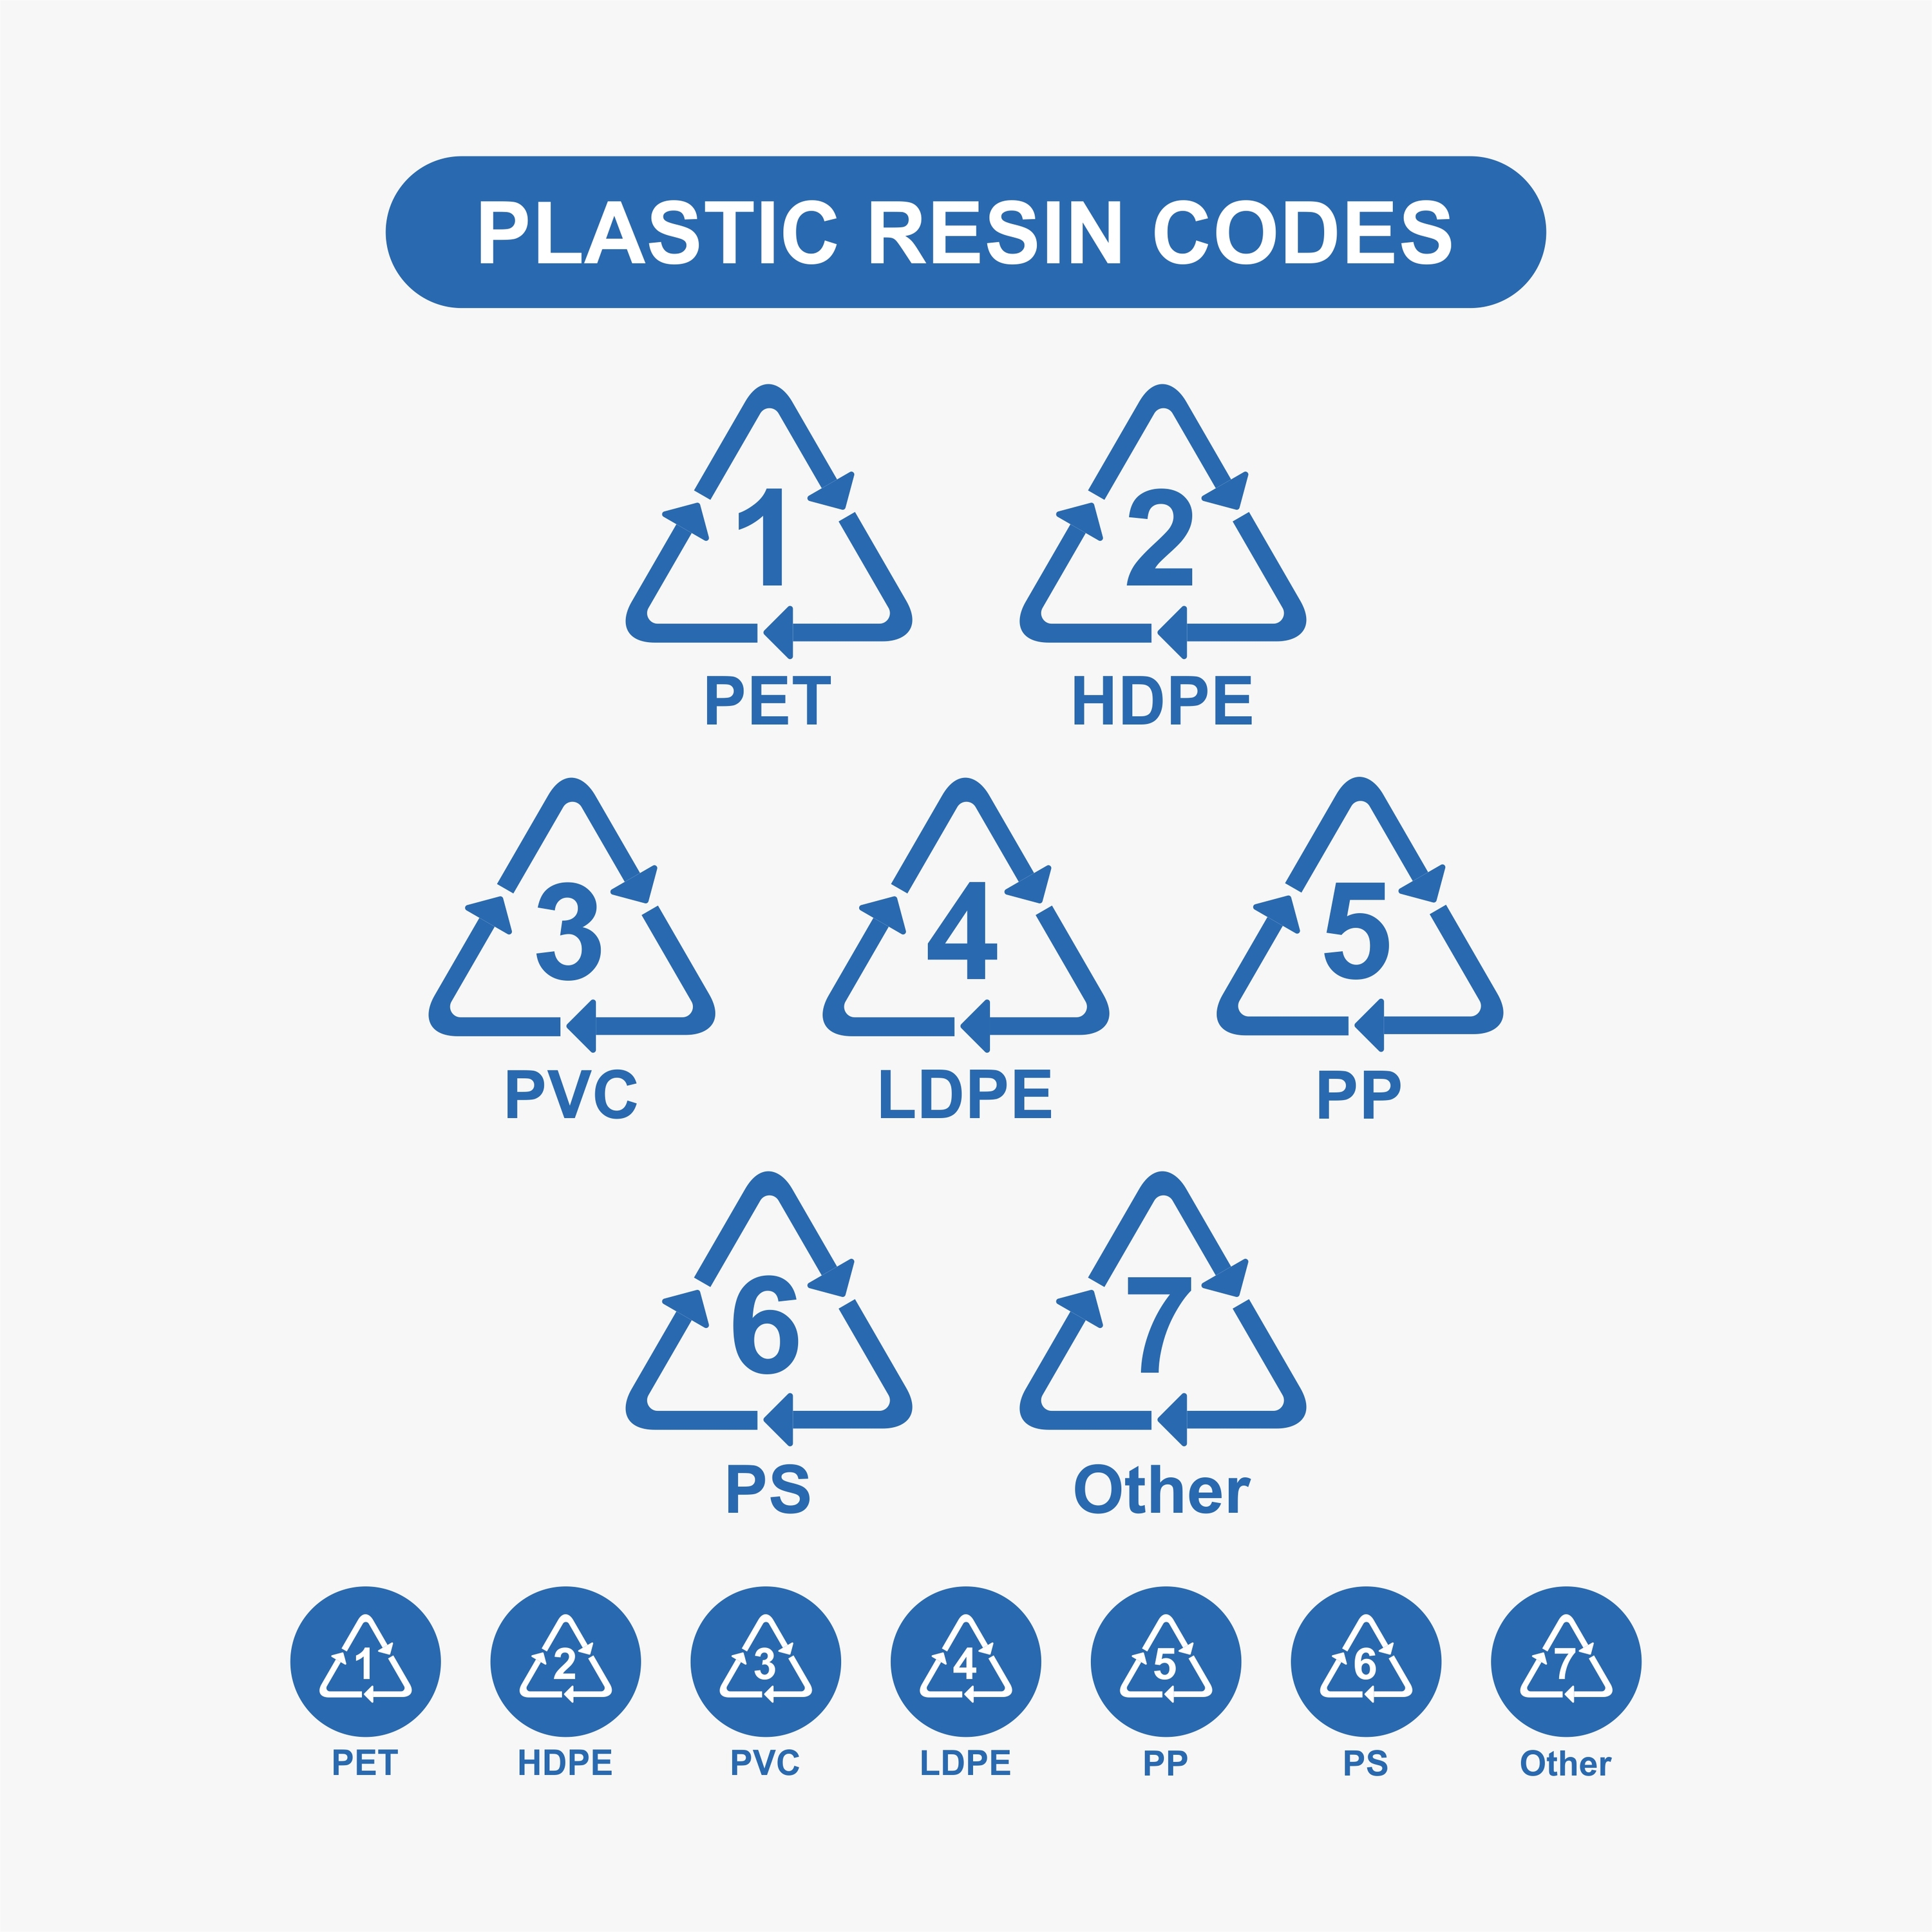 PLASTIC RESIN CODES
1 2
PET HDPE
3 4 5
PVC LDPE PP
6 7
PS Other
1 2 3 4 5 6 7
PET HDPE PVC LDPE PP PS Other